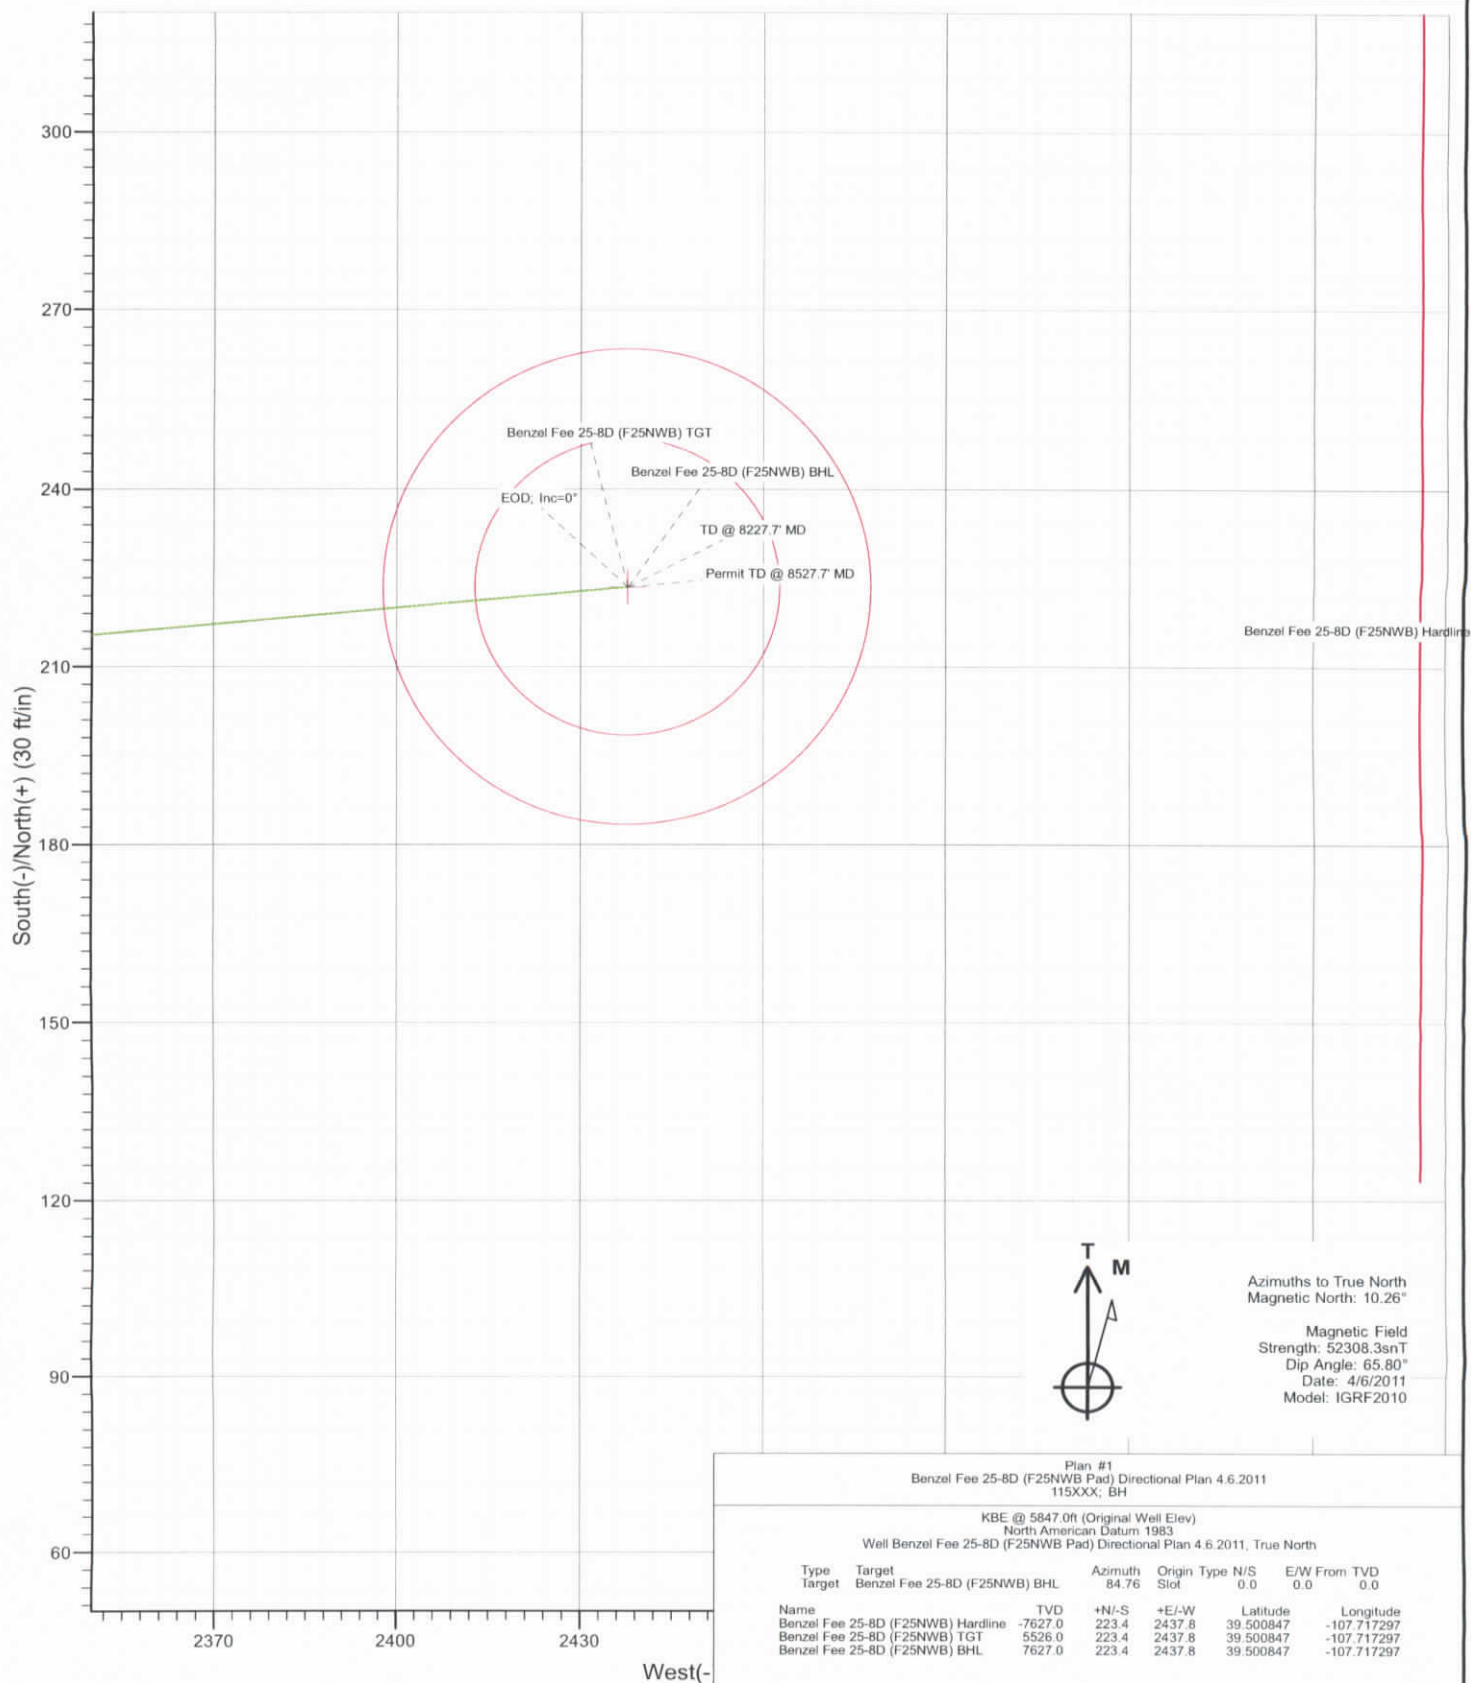 300
270
240
210
180
150
120
90
60
South(-)/North(+) (30 ft/in)
Benzel Fee 25-8D (F25NWB) TGT
Benzel Fee 25-8D (F25NWB) BHL
EOD; Inc=0°
TD @ 8227.7' MD
Permit TD @ 8527.7' MD
Benzel Fee 25-8D (F25NWB) Hardline
T
M
Azimuths to True North
Magnetic North: 10.26°
Magnetic Field
Strength: 52308.3snT
Dip Angle: 65.80°
Date: 4/6/2011
Model: IGRF2010
Plan #1
Benzel Fee 25-8D (F25NWB Pad) Directional Plan 4.6.2011
115XXX; BH
KBE @ 5847.0ft (Original Well Elev)
North American Datum 1983
Well Benzel Fee 25-8D (F25NWB Pad) Directional Plan 4.6.2011, True North
Type Target Azimuth Origin Type N/S E/W From TVD
Target Benzel Fee 25-8D (F25NWB) BHL 84.76 Slot 0.0 0.0 0.0
Name TVD +N/-S +E/-W Latitude Longitude
Benzel Fee 25-8D (F25NWB) Hardline -7627.0 223.4 2437.8 39.500847 -107.717297
Benzel Fee 25-8D (F25NWB) TGT 5526.0 223.4 2437.8 39.500847 -107.717297
Benzel Fee 25-8D (F25NWB) BHL 7627.0 223.4 2437.8 39.500847 -107.717297
2370 2400 2430
West(-